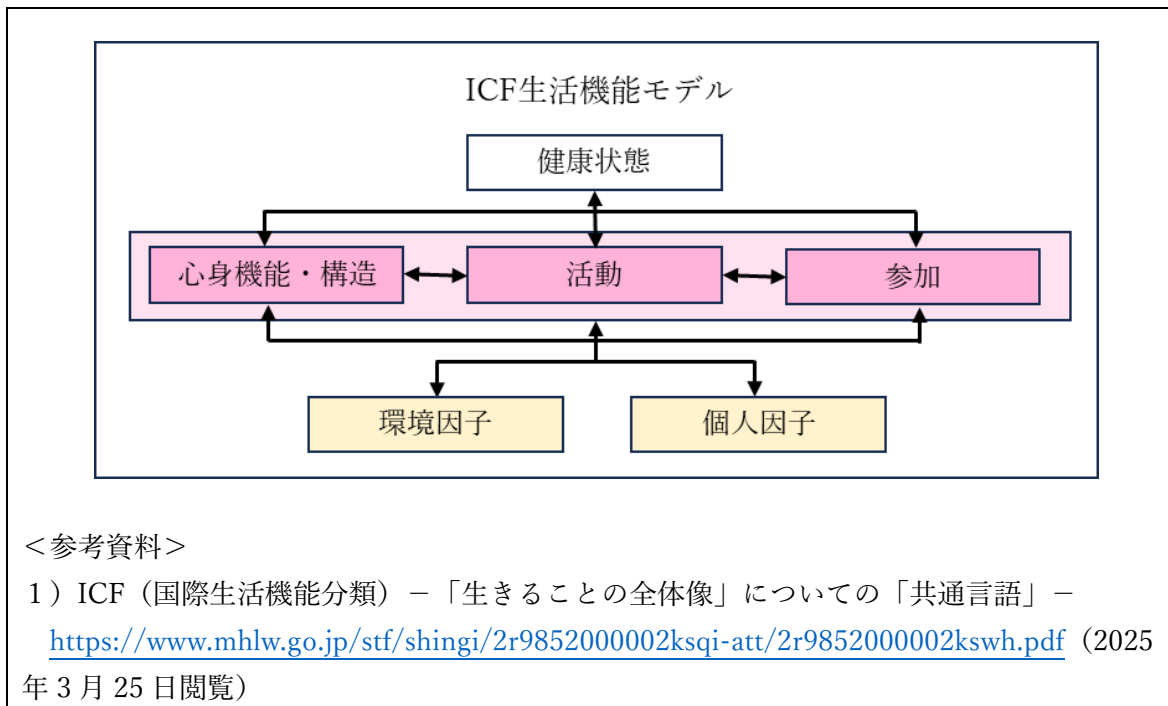 ICF生活機能モデル
健康状態
心身機能・構造
活動
参加
環境因子
個人因子
＜参考資料＞
１）ICF（国際生活機能分類）－「生きることの全体像」についての「共通言語」－
https://www.mhlw.go.jp/stf/shingi/2r9852000002ksqi-att/2r9852000002kswh.pdf（2025
年 3 月 25 日閲覧）